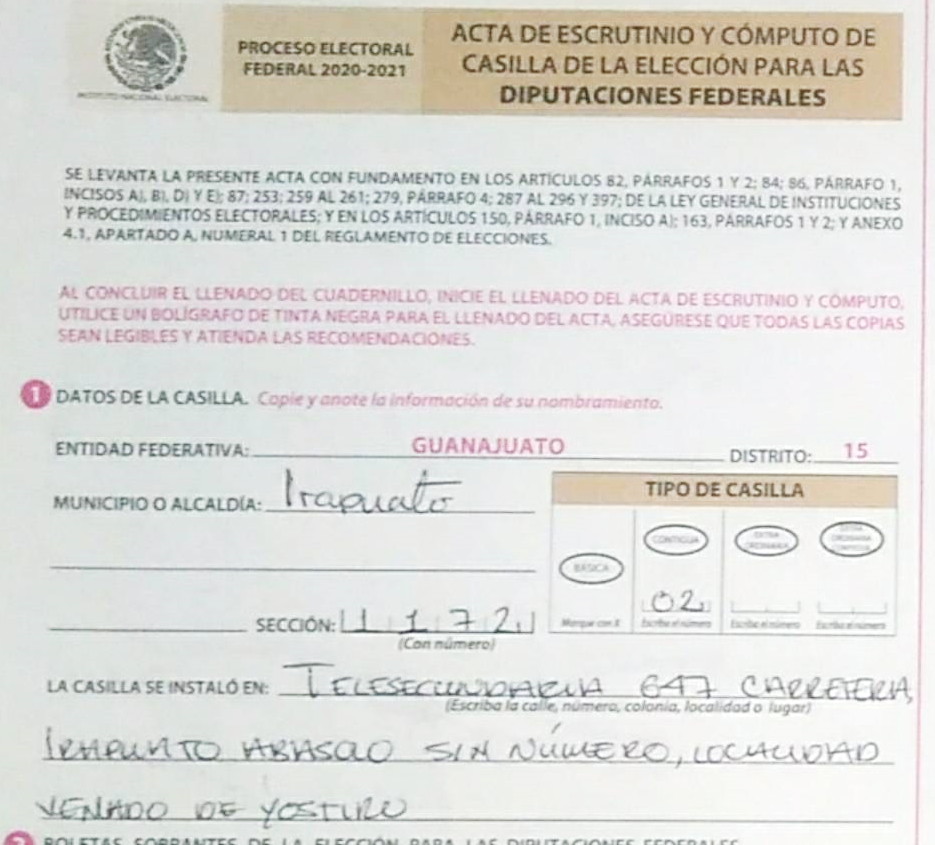 PROCESO ELECTORAL
FEDERAL 2020-2021
ACTA DE ESCRUTINIO Y CÓMPUTO DE
CASILLA DE LA ELECCIÓN PARA LAS
DIPUTACIONES FEDERALES
INSTITUTO NACIONAL ELECTORAL
SE LEVANTA LA PRESENTE ACTA CON FUNDAMENTO EN LOS ARTÍCULOS 82, PÁRRAFOS 1 Y 2; 84; 86, PÁRRAFO 1,
INCISOS A), B), D) Y E); 87; 253; 259 AL 261; 279, PÁRRAFO 4; 287 AL 296 Y 397; DE LA LEY GENERAL DE INSTITUCIONES
Y PROCEDIMIENTOS ELECTORALES; Y EN LOS ARTÍCULOS 150, PÁRRAFO 1, INCISO A); 163, PÁRRAFOS 1 Y 2; Y ANEXO
4.1, APARTADO A, NUMERAL 1 DEL REGLAMENTO DE ELECCIONES.
AL CONCLUIR EL LLENADO DEL CUADERNILLO, INICIE EL LLENADO DEL ACTA DE ESCRUTINIO Y CÓMPUTO,
UTILICE UN BOLÍGRAFO DE TINTA NEGRA PARA EL LLENADO DEL ACTA, ASEGÚRESE QUE TODAS LAS COPIAS
SEAN LEGIBLES Y ATIENDA LAS RECOMENDACIONES.
1 DATOS DE LA CASILLA. Copie y anote la información de su nombramiento.
ENTIDAD FEDERATIVA: GUANAJUATO DISTRITO: 15
MUNICIPIO O ALCALDÍA: Irapuato
TIPO DE CASILLA
BÁSICA CONTIGUA EXTRA ORDINARIA EXTRA ORDINARIA CONTIGUA
02
Marque con X Escriba el número Escriba el número Escriba el número
SECCIÓN: 1172
(Con número)
LA CASILLA SE INSTALÓ EN: TELESECUNDARIA 647 CARRETERA,
(Escriba la calle, número, colonia, localidad o lugar)
IRAPUATO ABASOLO SIN NÚMERO, LOCALIDAD
VENADO DE YOSTIRO
2 BOLETAS SOBRANTES DE LA ELECCIÓN PARA LAS DIPUTACIONES FEDERALES